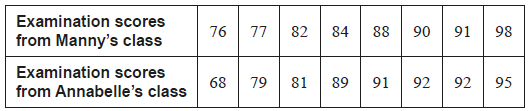 Examination scores
from Manny's class 76 77 82 84 88 90 91 98
Examination scores
from Annabelle's class 68 79 81 89 91 92 92 95